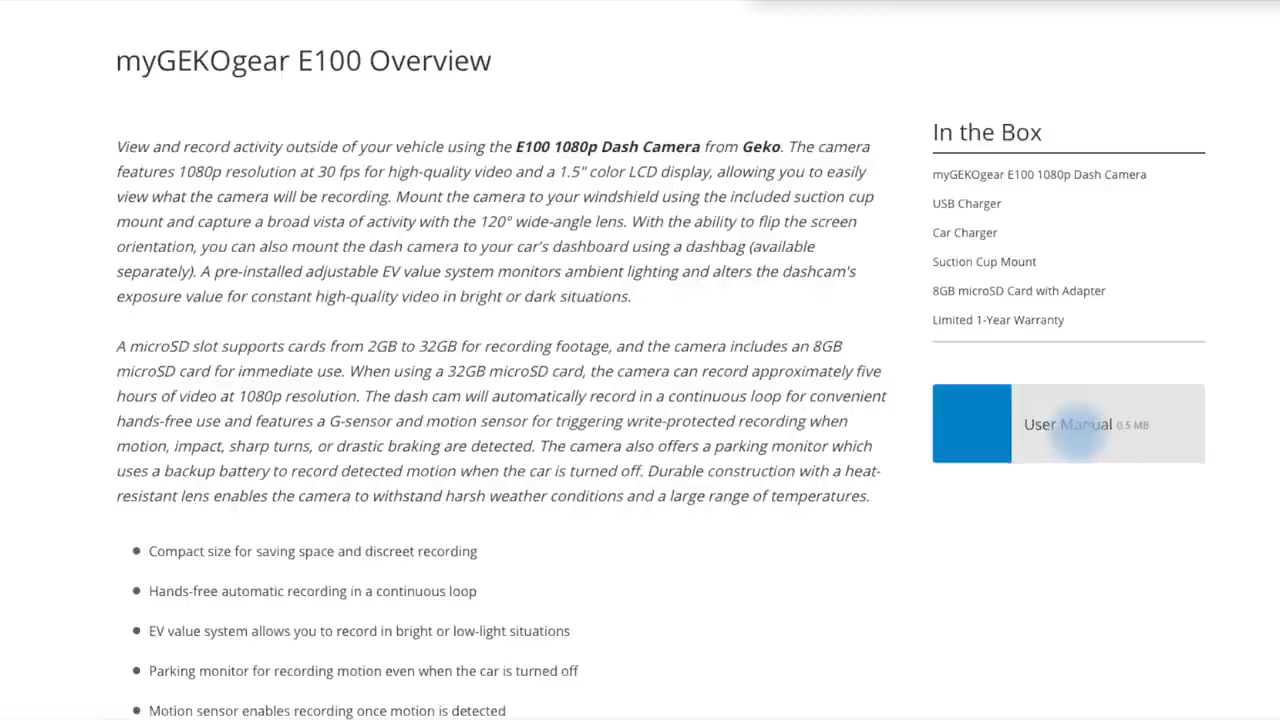 myGEKOgear E100 Overview
View and record activity outside of your vehicle using the E100 1080p Dash Camera from Geko. The camera
features 1080p resolution at 30 fps for high-quality video and a 1.5" color LCD display, allowing you to easily
view what the camera will be recording. Mount the camera to your windshield using the included suction cup
mount and capture a broad vista of activity with the 120° wide-angle lens. With the ability to flip the screen
orientation, you can also mount the dash camera to your car's dashboard using a dashbag (available
separately). A pre-installed adjustable EV value system monitors ambient lighting and alters the dashcam's
exposure value for constant high-quality video in bright or dark situations.
A microSD slot supports cards from 2GB to 32GB for recording footage, and the camera includes an 8GB
microSD card for immediate use. When using a 32GB microSD card, the camera can record approximately five
hours of video at 1080p resolution. The dash cam will automatically record in a continuous loop for convenient
hands-free use and features a G-sensor and motion sensor for triggering write-protected recording when
motion, impact, sharp turns, or drastic braking are detected. The camera also offers a parking monitor which
uses a backup battery to record detected motion when the car is turned off. Durable construction with a heat-
resistant lens enables the camera to withstand harsh weather conditions and a large range of temperatures.
Compact size for saving space and discreet recording
Hands-free automatic recording in a continuous loop
EV value system allows you to record in bright or low-light situations
Parking monitor for recording motion even when the car is turned off
Motion sensor enables recording once motion is detected
In the Box
myGEKOgear E100 1080p Dash Camera
USB Charger
Car Charger
Suction Cup Mount
8GB microSD Card with Adapter
Limited 1-Year Warranty
User Manual 0.5 MB